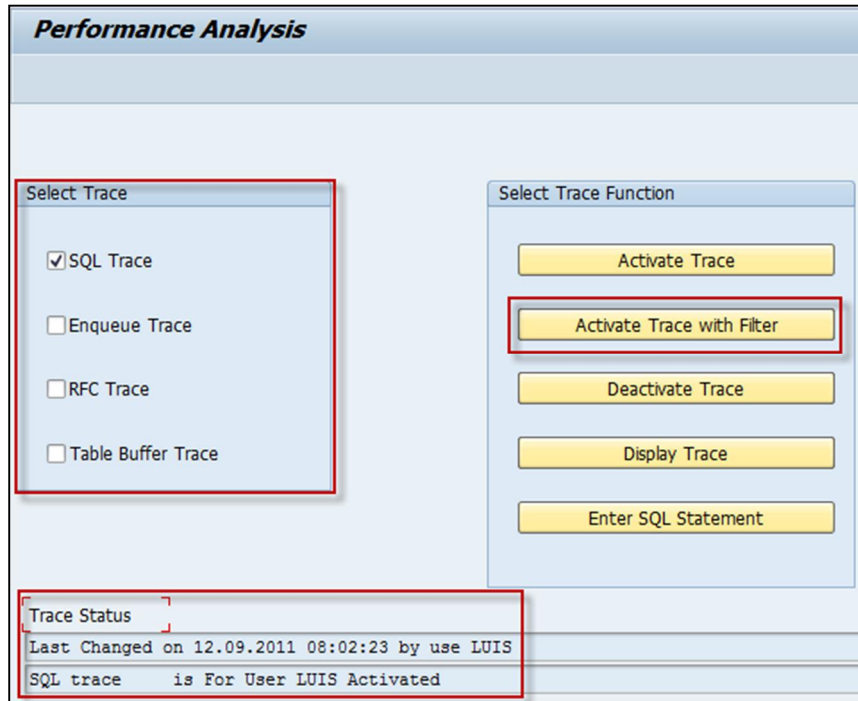 Performance Analysis
Select Trace
SQL Trace
Enqueue Trace
RFC Trace
Table Buffer Trace
Select Trace Function
Activate Trace
Activate Trace with Filter
Deactivate Trace
Display Trace
Enter SQL Statement
Trace Status
Last Changed on 12.09.2011 08:02:23 by use LUIS
SQL trace is For User LUIS Activated